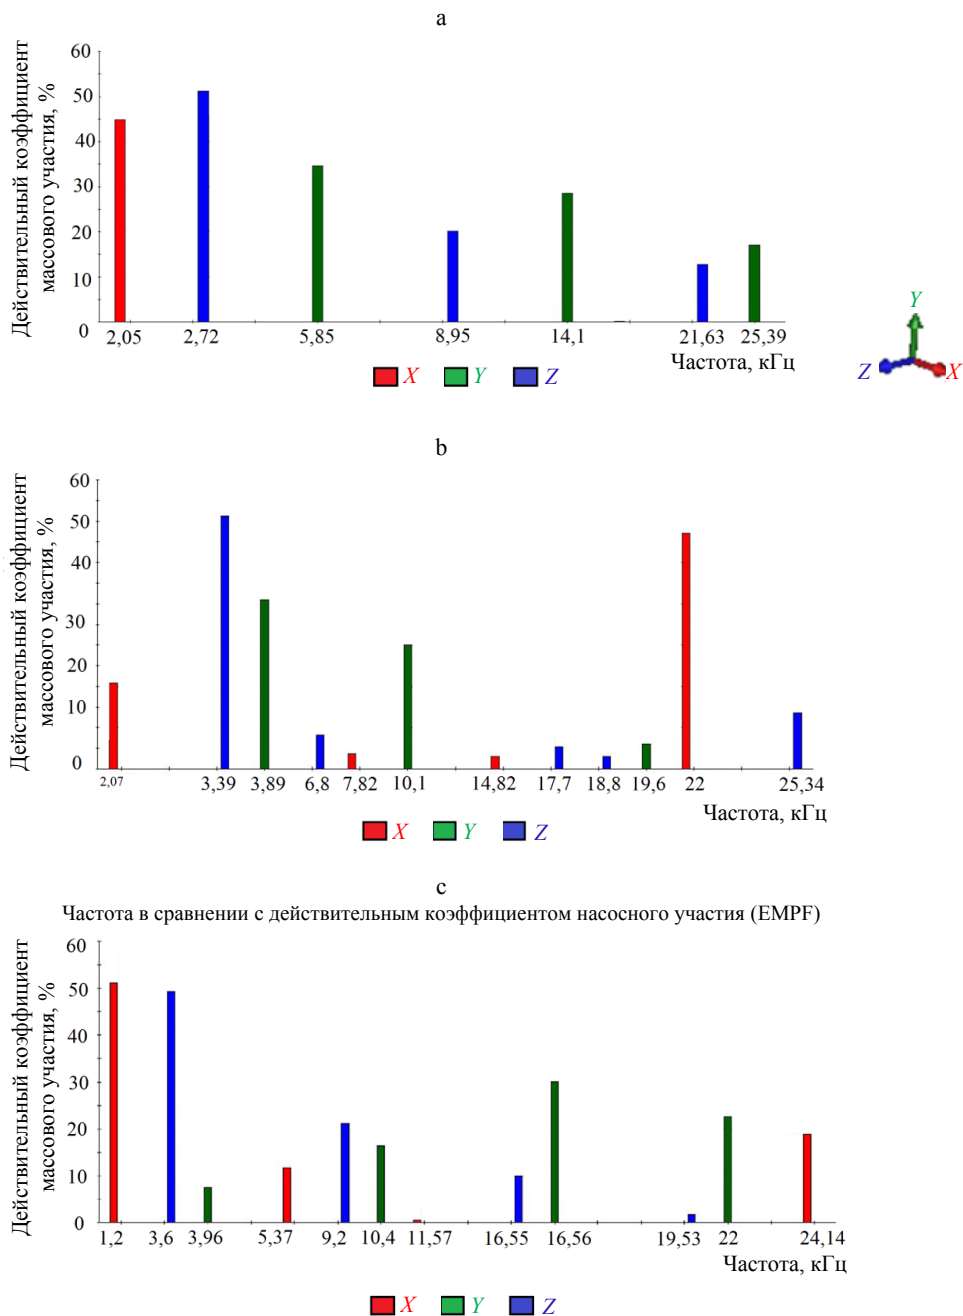 a
Действительный коэффициент
массового участия, %
60
50
40
30
20
10
0
2,05
2,72
5,85
8,95
14,1
21,63
25,39
Частота, кГц
X
Y
Z
Y
Z
X
b
Действительный коэффициент
массового участия, %
60
50
40
30
20
10
0
2,07
3,39
3,89
6,8
7,82
10,1
14,82
17,7
18,8
19,6
22
25,34
Частота, кГц
X
Y
Z
c
Частота в сравнении с действительным коэффициентом насосного участия (EMPF)
Действительный коэффициент
массового участия, %
60
50
40
30
20
10
0
1,2
3,6
3,96
5,37
9,2
10,4
11,57
16,55
16,56
19,53
22
24,14
Частота, кГц
X
Y
Z